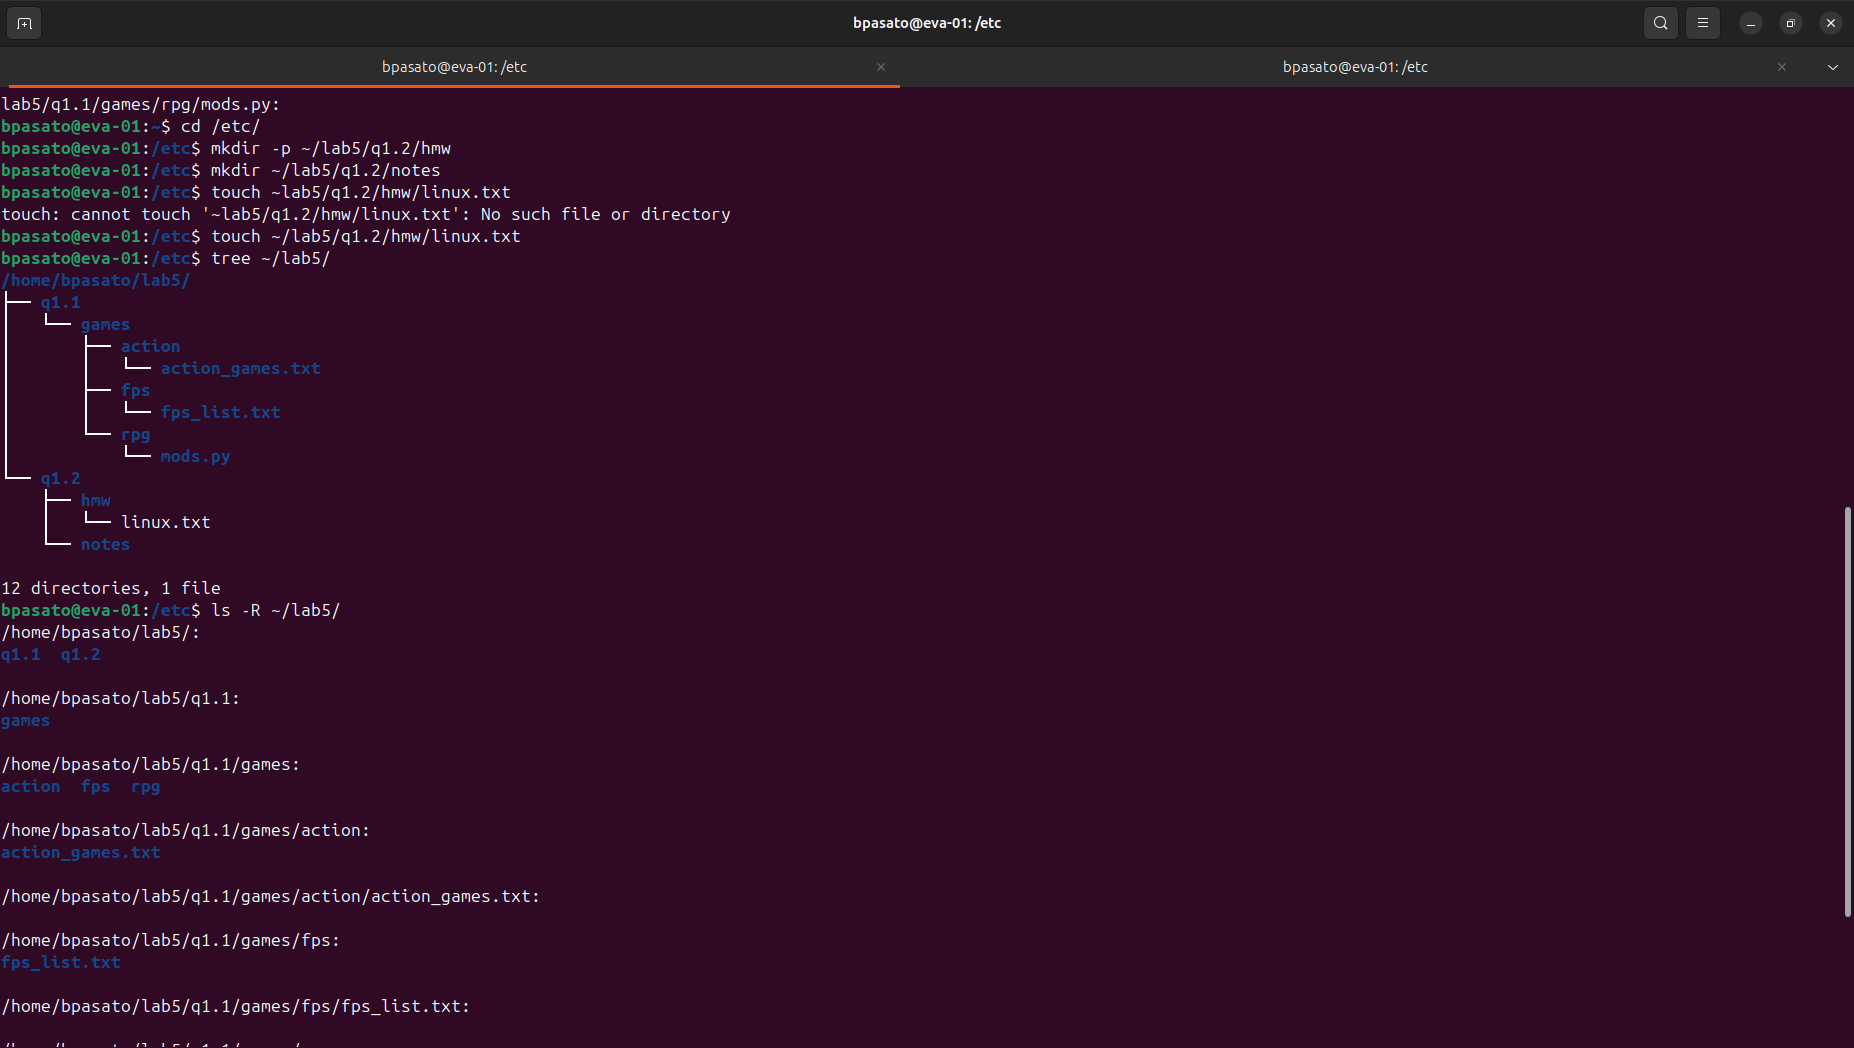 bpasato@eva-01: /etc
bpasato@eva-01: /etc
bpasato@eva-01: /etc
lab5/q1.1/games/rpg/mods.py:
bpasato@eva-01:~$ cd /etc/
bpasato@eva-01:/etc$ mkdir -p ~/lab5/q1.2/hmw
bpasato@eva-01:/etc$ mkdir ~/lab5/q1.2/notes
bpasato@eva-01:/etc$ touch ~lab5/q1.2/hmw/linux.txt
touch: cannot touch '~lab5/q1.2/hmw/linux.txt': No such file or directory
bpasato@eva-01:/etc$ touch ~/lab5/q1.2/hmw/linux.txt
bpasato@eva-01:/etc$ tree ~/lab5/
/home/bpasato/lab5/
├── q1.1
│   └── games
│       ├── action
│       │   └── action_games.txt
│       ├── fps
│       │   └── fps_list.txt
│       └── rpg
│           └── mods.py
└── q1.2
    ├── hmw
    │   └── linux.txt
    └── notes
12 directories, 1 file
bpasato@eva-01:/etc$ ls -R ~/lab5/
/home/bpasato/lab5/:
q1.1  q1.2
/home/bpasato/lab5/q1.1:
games
/home/bpasato/lab5/q1.1/games:
action  fps  rpg
/home/bpasato/lab5/q1.1/games/action:
action_games.txt
/home/bpasato/lab5/q1.1/games/action/action_games.txt:
/home/bpasato/lab5/q1.1/games/fps:
fps_list.txt
/home/bpasato/lab5/q1.1/games/fps/fps_list.txt: